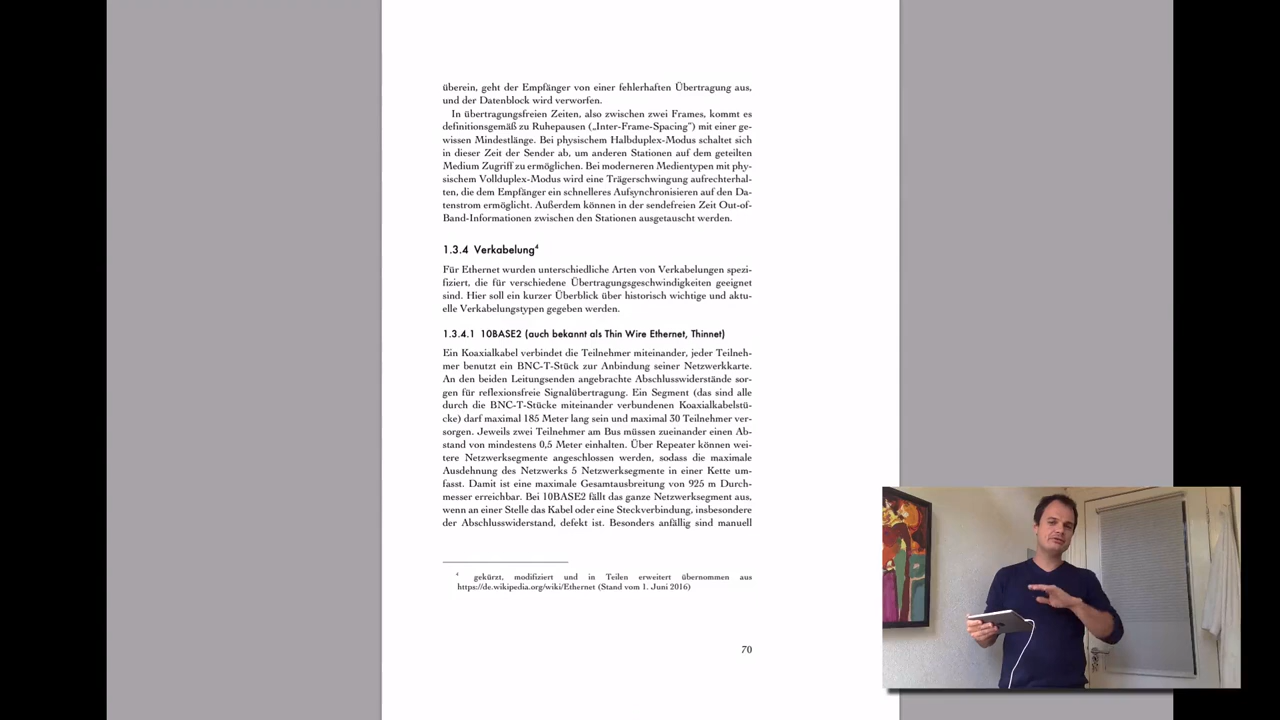 überein, geht der Empfänger von einer fehlerhaften Übertragung aus,
und der Datenblock wird verworfen.
In übertragungsfreien Zeiten, also zwischen zwei Frames, kommt es
definitionsgemäß zu Ruhepausen („Inter-Frame-Spacing”) mit einer ge-
wissen Mindestlänge. Bei physischem Halbduplex-Modus schaltet sich
in dieser Zeit der Sender ab, um anderen Stationen auf dem geteilten
Medium Zugriff zu ermöglichen. Bei moderneren Medientypen mit phy-
sischem Vollduplex-Modus wird eine Trägerschwingung aufrechterhal-
ten, die dem Empfänger ein schnelleres Aufsynchronisieren auf den Da-
tenstrom ermöglicht. Außerdem können in der sendefreien Zeit Out-of-
Band-Informationen zwischen den Stationen ausgetauscht werden.
1.3.4 Verkabelung⁴
Für Ethernet wurden unterschiedliche Arten von Verkabelungen spezi-
fiziert, die für verschiedene Übertragungsgeschwindigkeiten geeignet
sind. Hier soll ein kurzer Überblick über historisch wichtige und aktu-
elle Verkabelungstypen gegeben werden.
1.3.4.1 10BASE2 (auch bekannt als Thin Wire Ethernet, Thinnet)
Ein Koaxialkabel verbindet die Teilnehmer miteinander, jeder Teilneh-
mer benutzt ein BNC-T-Stück zur Anbindung seiner Netzwerkkarte.
An den beiden Leitungsenden angebrachte Abschlusswiderstände sor-
gen für reflexionsfreie Signalübertragung. Ein Segment (das sind alle
durch die BNC-T-Stücke miteinander verbundenen Koaxialkabelstü-
cke) darf maximal 185 Meter lang sein und maximal 30 Teilnehmer ver-
sorgen. Jeweils zwei Teilnehmer am Bus müssen zueinander einen Ab-
stand von mindestens 0,5 Meter einhalten. Über Repeater können wei-
tere Netzwerksegmente angeschlossen werden, sodass die maximale
Ausdehnung des Netzwerks 5 Netzwerksegmente in einer Kette um-
fasst. Damit ist eine maximale Gesamtausbreitung von 925 m Durch-
messer erreichbar. Bei 10BASE2 fällt das ganze Netzwerksegment aus,
wenn an einer Stelle das Kabel oder eine Steckverbindung, insbesondere
der Abschlusswiderstand, defekt ist. Besonders anfällig sind manuell
⁴ gekürzt, modifiziert und in Teilen erweitert übernommen aus
https://de.wikipedia.org/wiki/Ethernet (Stand vom 1. Juni 2016)
70